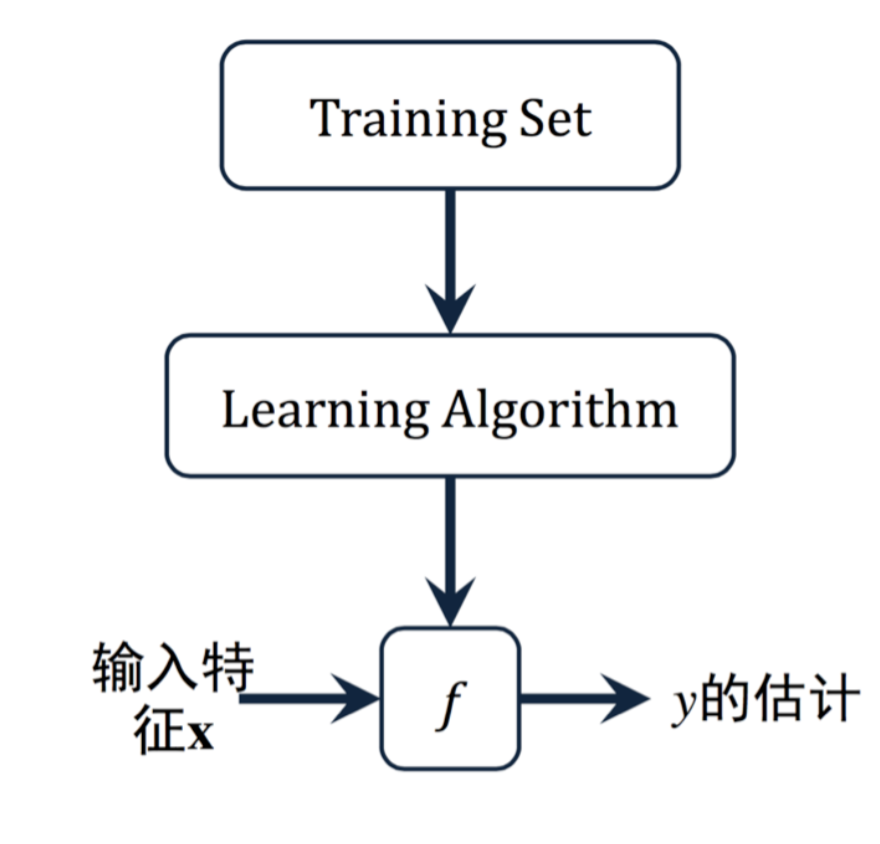 Training Set
Learning Algorithm
输入特
征x
f
y的估计